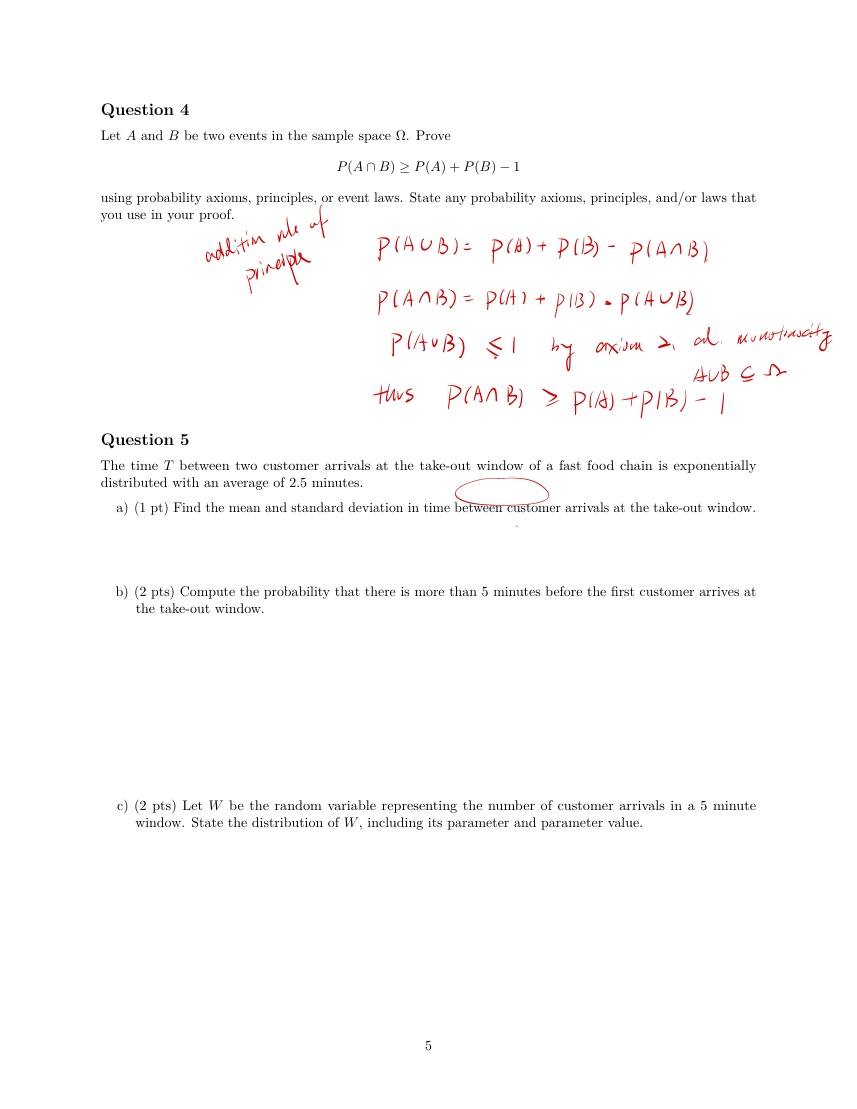 Question 4
Let A and B be two events in the sample space Ω. Prove
P(A ∩ B) ≥ P(A) + P(B) − 1
using probability axioms, principles, or event laws. State any probability axioms, principles, and/or laws that
you use in your proof.
addition rule of
principle
P(A∪B) = P(A) + P(B) - P(A∩B)
P(A∩B) = P(A) + P(B) - P(A∪B)
P(A∪B) ≤ 1 by axiom 2, monotonocity
A∪B ⊆ Ω
thus P(A∩B) ≥ P(A) + P(B) - 1
Question 5
The time T between two customer arrivals at the take-out window of a fast food chain is exponentially
distributed with an average of 2.5 minutes.
a) (1 pt) Find the mean and standard deviation in time between customer arrivals at the take-out window.
b) (2 pts) Compute the probability that there is more than 5 minutes before the first customer arrives at
the take-out window.
c) (2 pts) Let W be the random variable representing the number of customer arrivals in a 5 minute
window. State the distribution of W, including its parameter and parameter value.
5